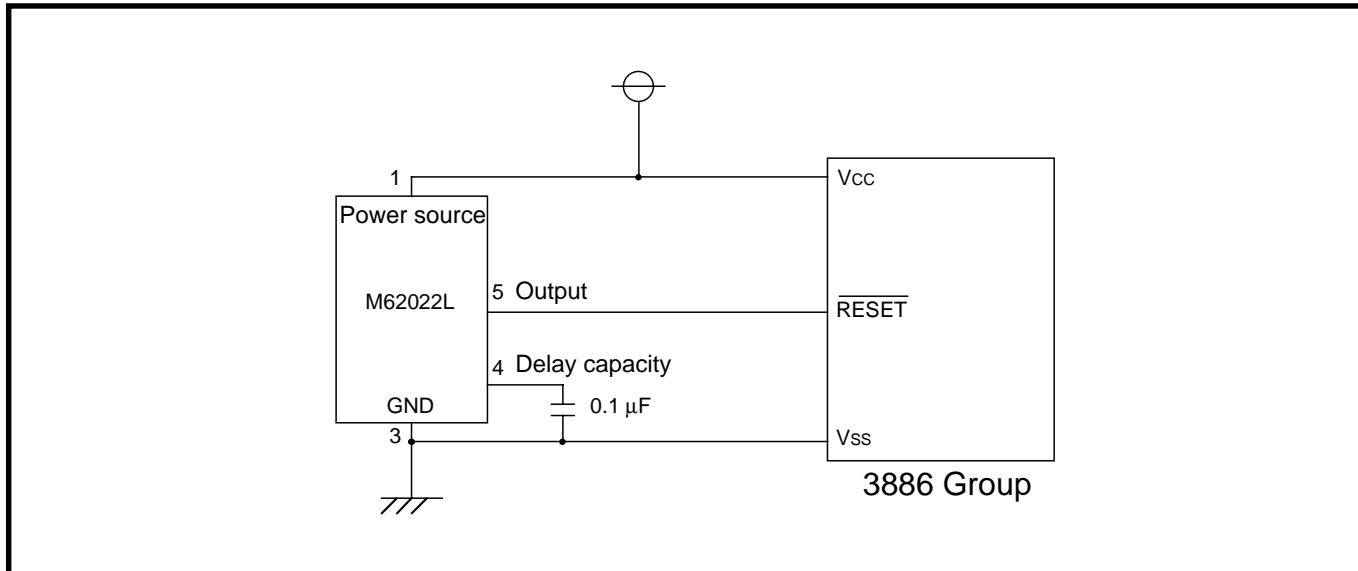 1
VCC
Power source
M62022L
5 Output
RESET
4 Delay capacity
0.1 μF
GND
3
VSS
3886 Group